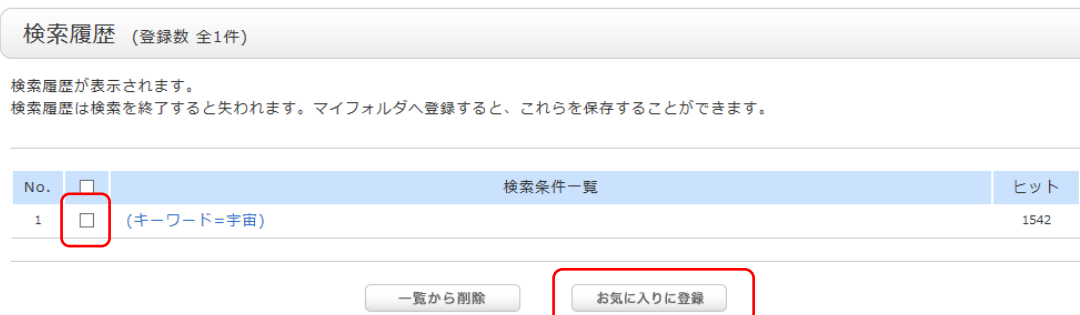 検索履歴 (登録数 全1件)
検索履歴が表示されます。
検索履歴は検索を終了すると失われます。マイフォルダへ登録すると、これらを保存することができます。
No. 検索条件一覧 ヒット
1 (キーワード=宇宙) 1542
一覧から削除 お気に入りに登録